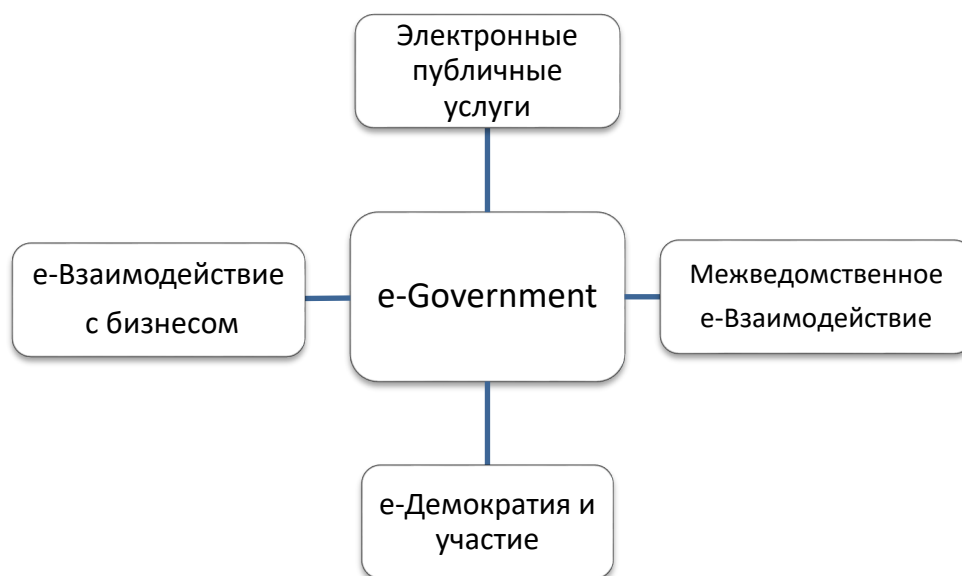 Электронные
публичные
услуги
е-Взаимодействие
с бизнесом
e-Government
Межведомственное
е-Взаимодействие
е-Демократия и
участие